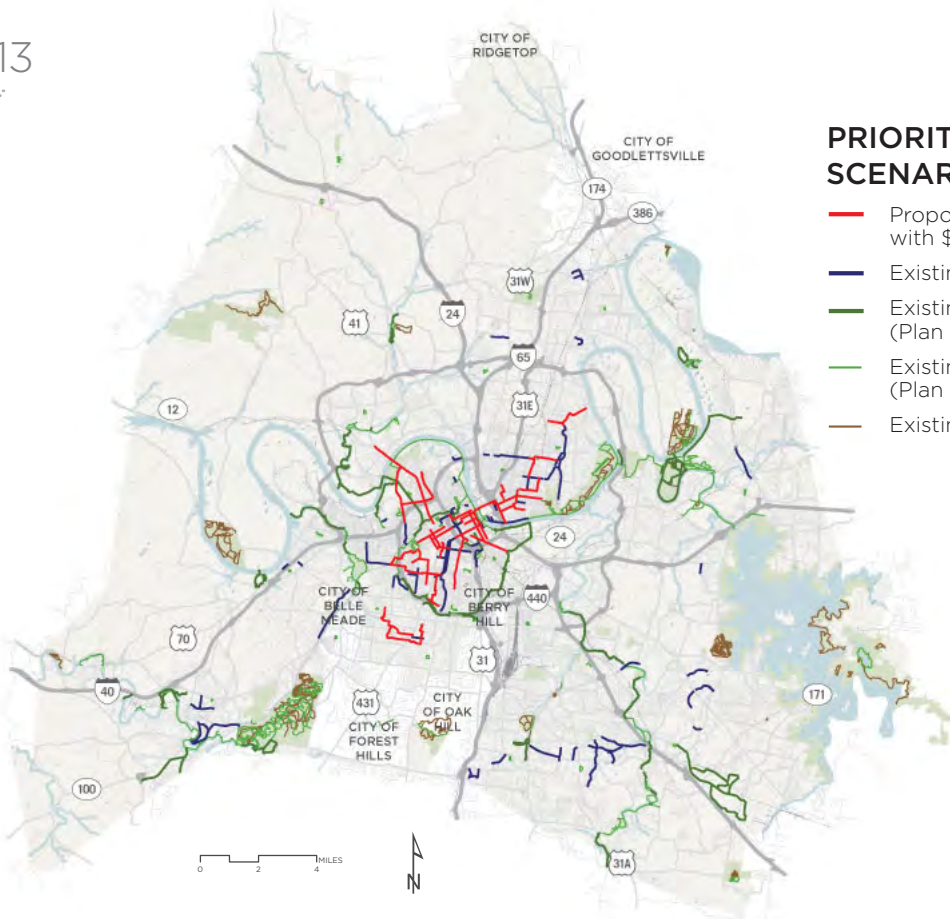 13
CITY OF
RIDGETOP
CITY OF
GOODLETTSVILLE
174
386
PRIORIT
SCENAR
Propo
with $
Existin
Existin
(Plan
Existin
(Plan
Existin
31W
41
24
65
12
31E
24
CITY OF
BELLE
MEADE
CITY OF
BERRY
HILL
440
70
31
40
431
CITY
OF OAK
HILL
CITY OF
FOREST
HILLS
171
100
31A
MILES
0 2 4
N